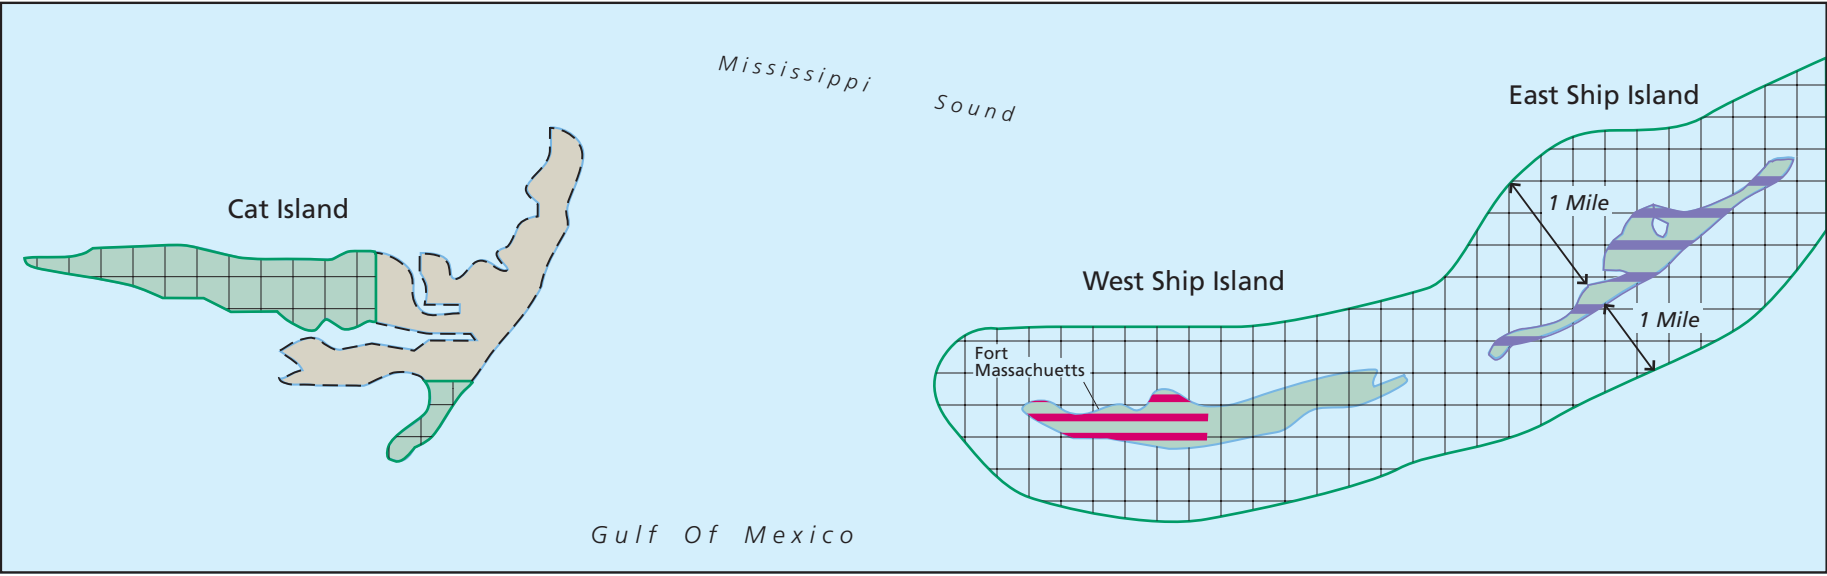 Mississippi Sound
East Ship Island
1 Mile
Cat Island
West Ship Island
1 Mile
Fort
Massachuetts
Gulf Of Mexico